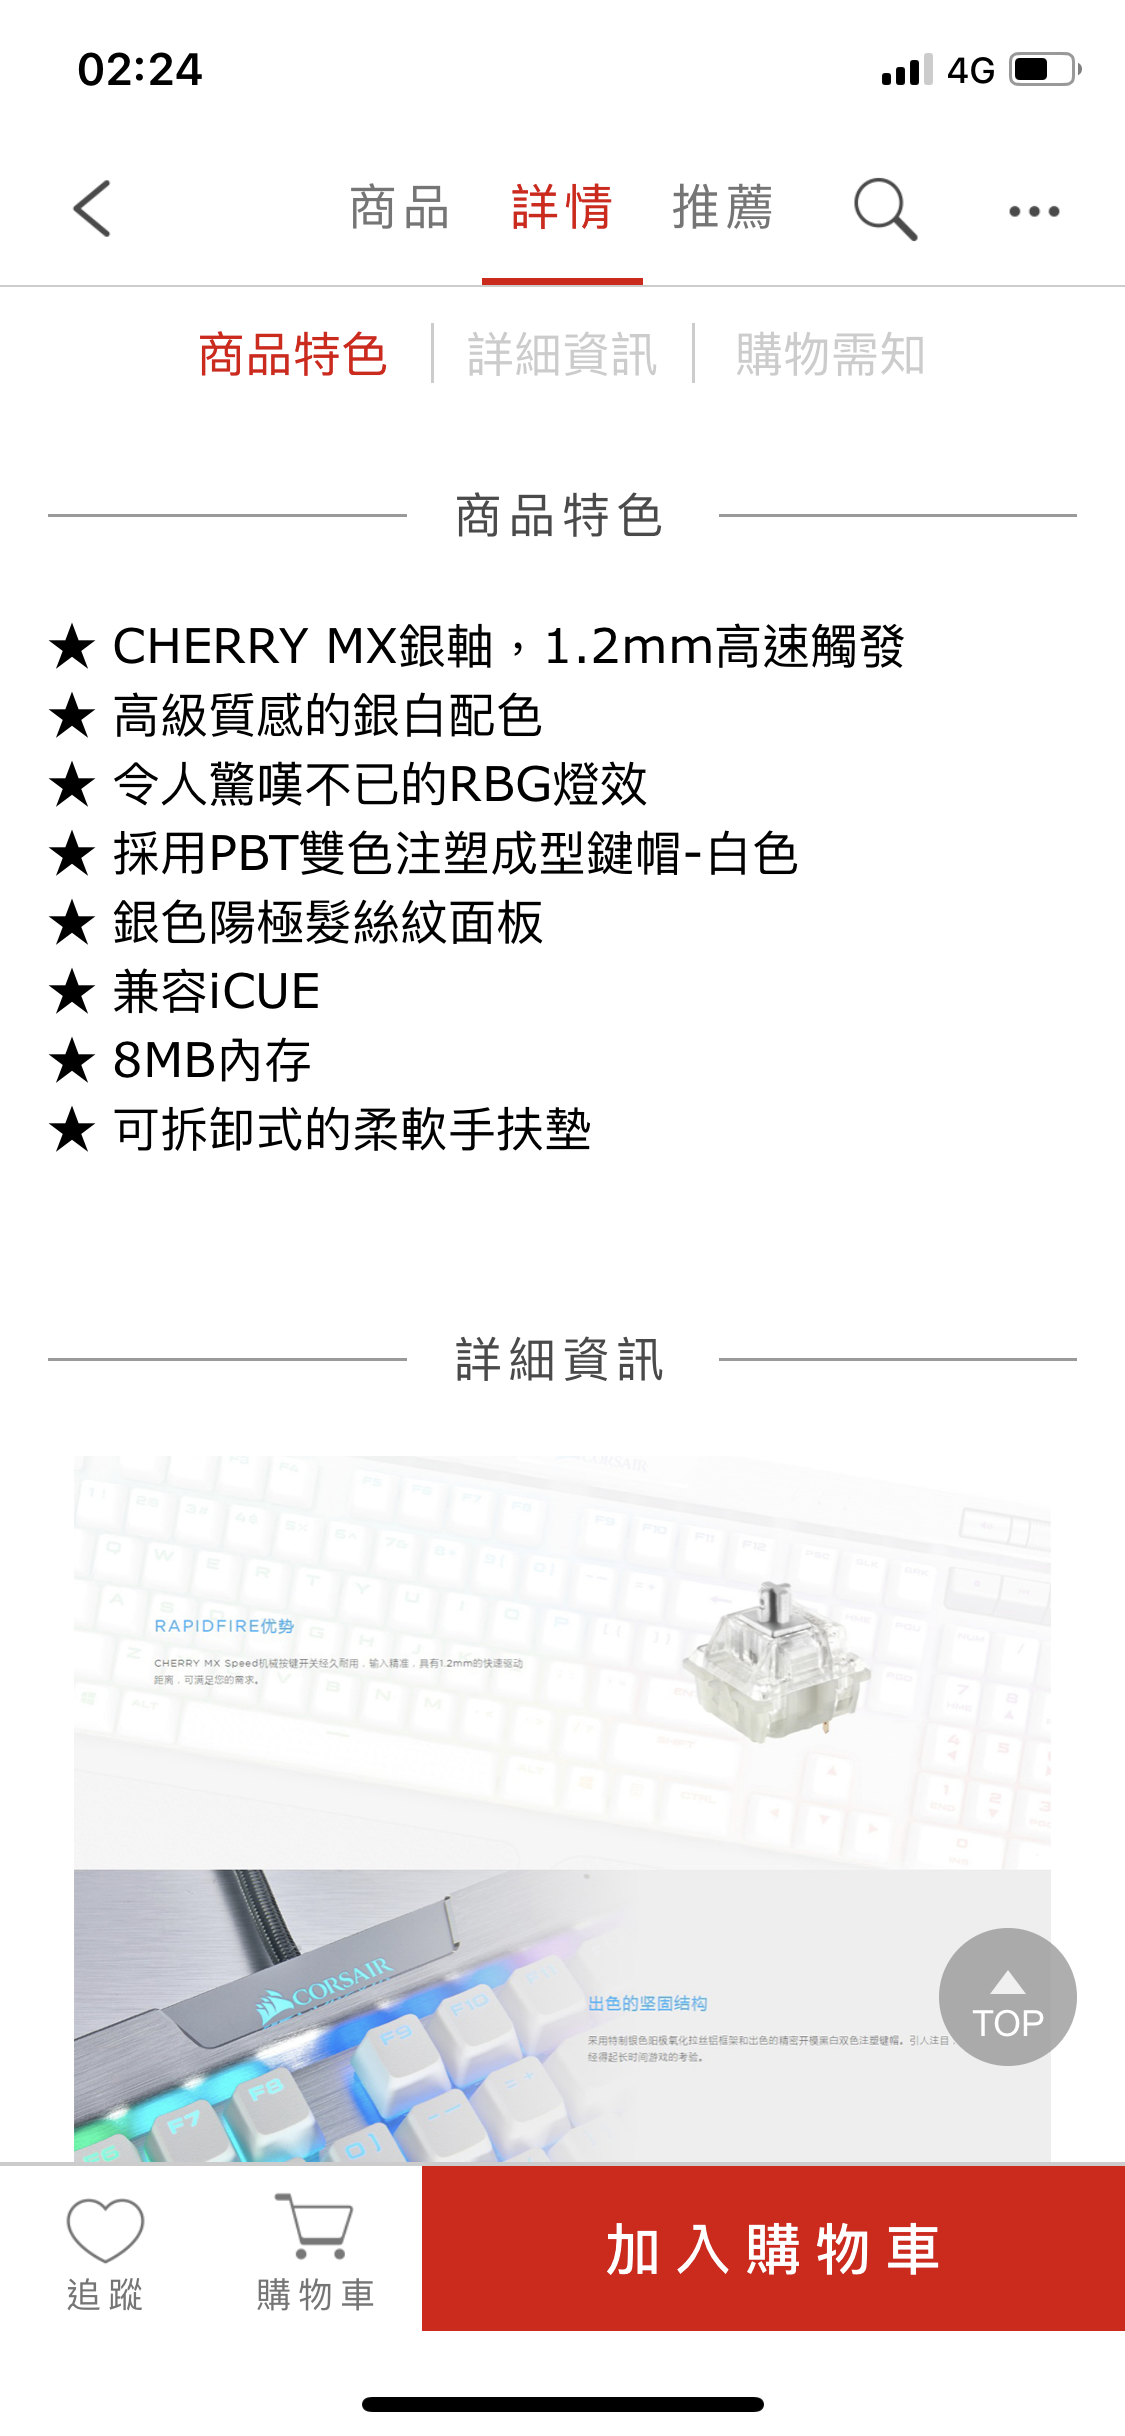 02:24 4G
商品 詳情 推薦
商品特色 詳細資訊 購物需知
商品特色
★ CHERRY MX銀軸，1.2mm高速觸發
★ 高級質感的銀白配色
★ 令人驚嘆不已的RBG燈效
★ 採用PBT雙色注塑成型鍵帽-白色
★ 銀色陽極髮絲紋面板
★ 兼容iCUE
★ 8MB內存
★ 可拆卸式的柔軟手扶墊
詳細資訊
CORSAIR
RAPIDFIRE优势
CHERRY MX Speed机械按键开关经久耐用，输入精准，具有1.2mm的快速驱动
距离，可满足您的需求。
CORSAIR
F10
F9
F8
F7
出色的坚固结构
采用特制银色阳极氧化拉丝铝框架和出色的精密开模黑白双色注塑键帽。引人注目，
经得起长时间游戏的考验。
TOP
追蹤 購物車 加入購物車